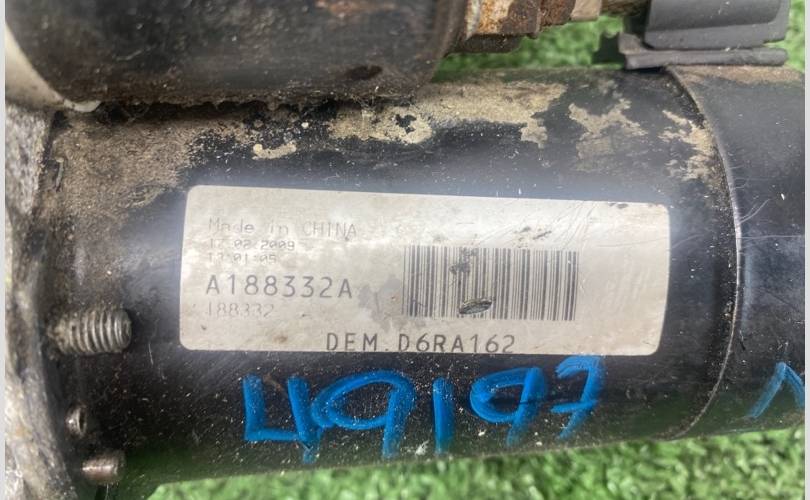 Made in CHINA
17.02.2009
13:01:05
A188332A
188332
DEM.D6RA162
49197